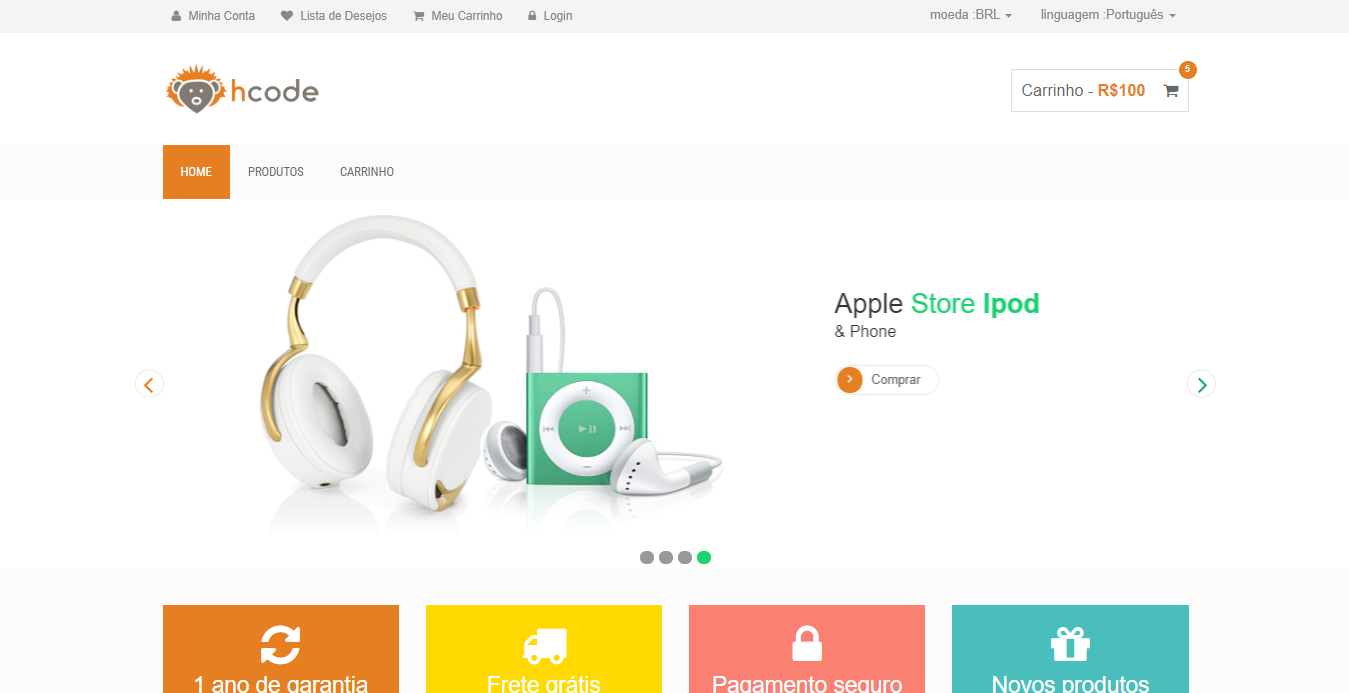 Minha Conta Lista de Desejos Meu Carrinho Login moeda :BRL linguagem :Português
hcode
5
Carrinho - R$100
HOME PRODUTOS CARRINHO
Apple Store Ipod
& Phone
Comprar
1 ano de garantia Frete grátis Pagamento seguro Novos produtos